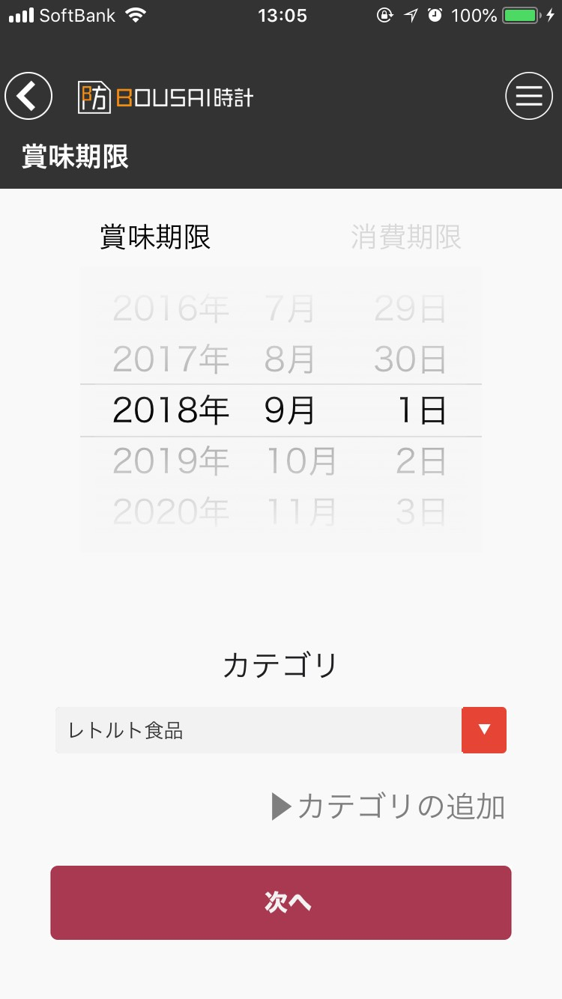 SoftBank 13:05 100%
防 BOUSAI時計
賞味期限
賞味期限 消費期限
2016年 7月 29日
2017年 8月 30日
2018年 9月 1日
2019年 10月 2日
2020年 11月 3日
カテゴリ
レトルト食品 ▼
▶カテゴリの追加
次へ